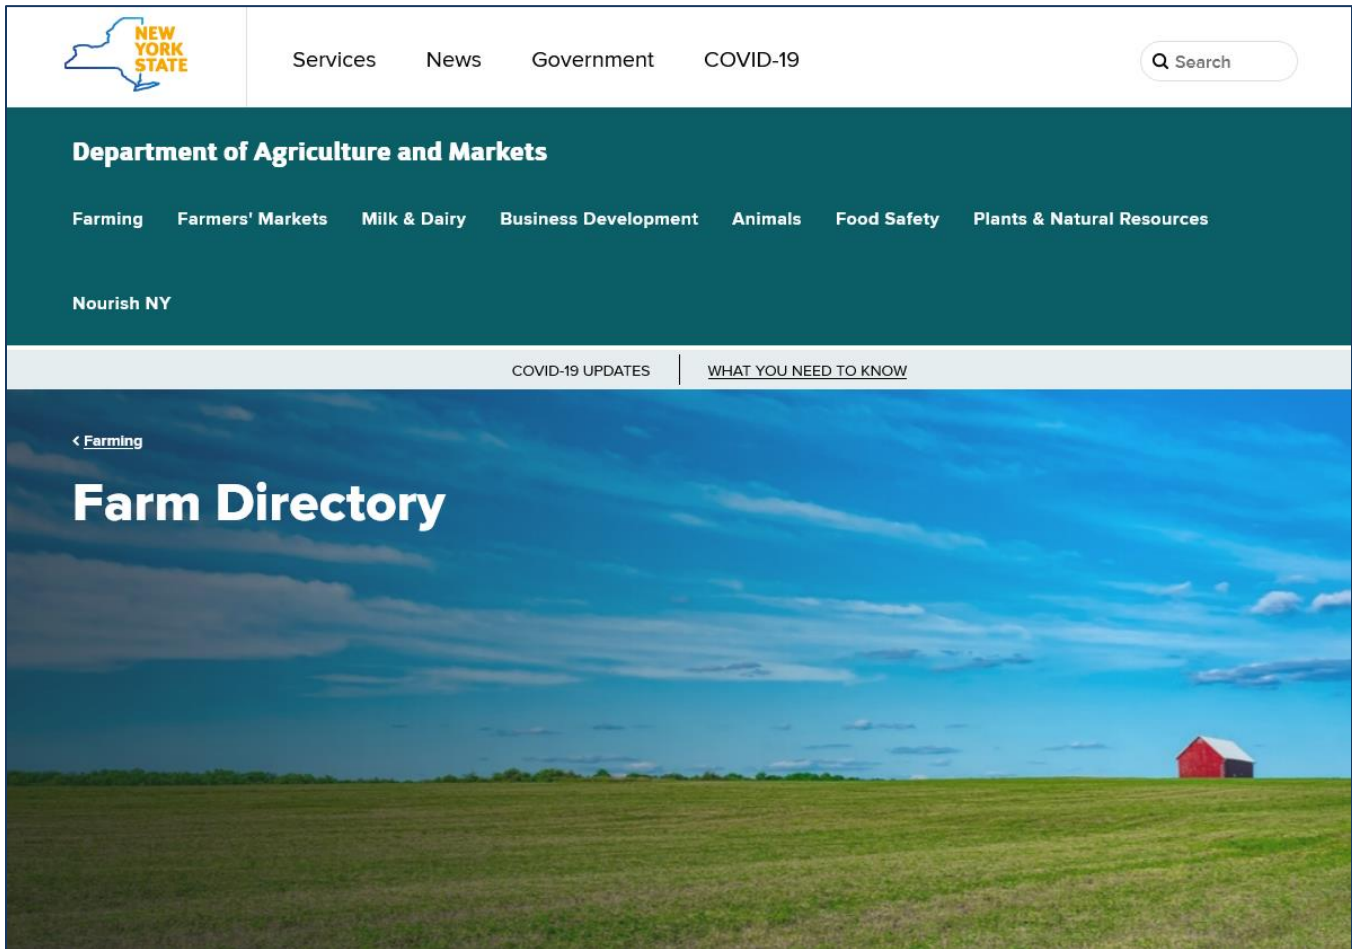 NEW
YORK
STATE
Services News Government COVID-19 Search
Department of Agriculture and Markets
Farming Farmers' Markets Milk & Dairy Business Development Animals Food Safety Plants & Natural Resources
Nourish NY
COVID-19 UPDATES WHAT YOU NEED TO KNOW
< Farming
Farm Directory